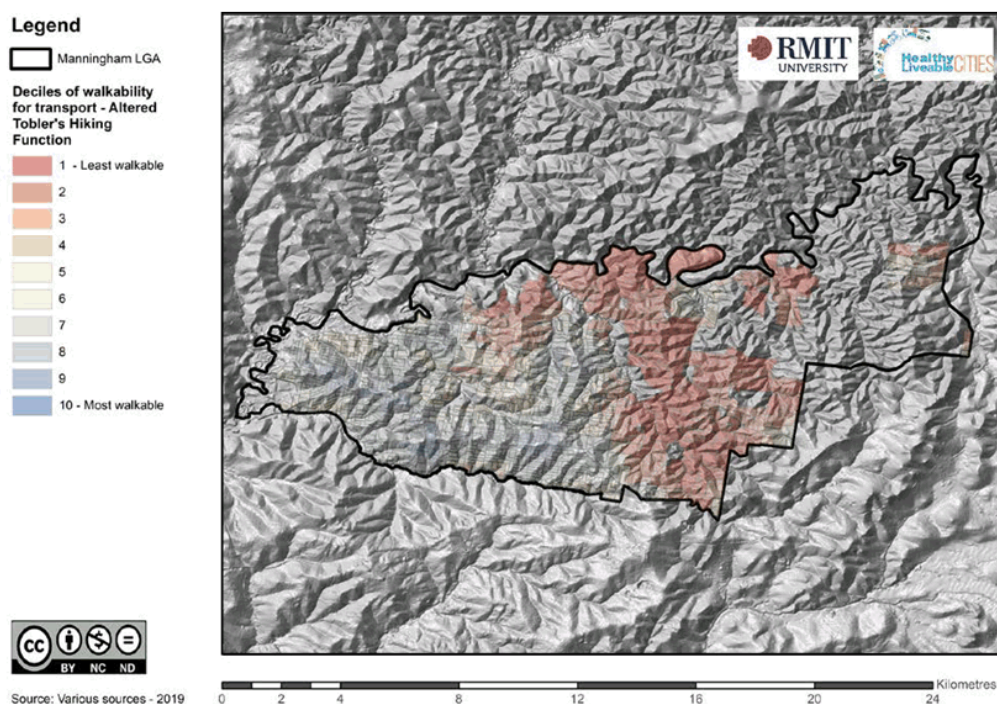 Legend
Manningham LGA
Deciles of walkability
for transport - Altered
Tobler's Hiking
Function
1 - Least walkable
2
3
4
5
6
7
8
9
10 - Most walkable
RMIT
UNIVERSITY
Healthy
Liveable CITIES
CC
BY NC ND
Source: Various sources - 2019
0 2 4 8 12 16 20 24 Kilometres